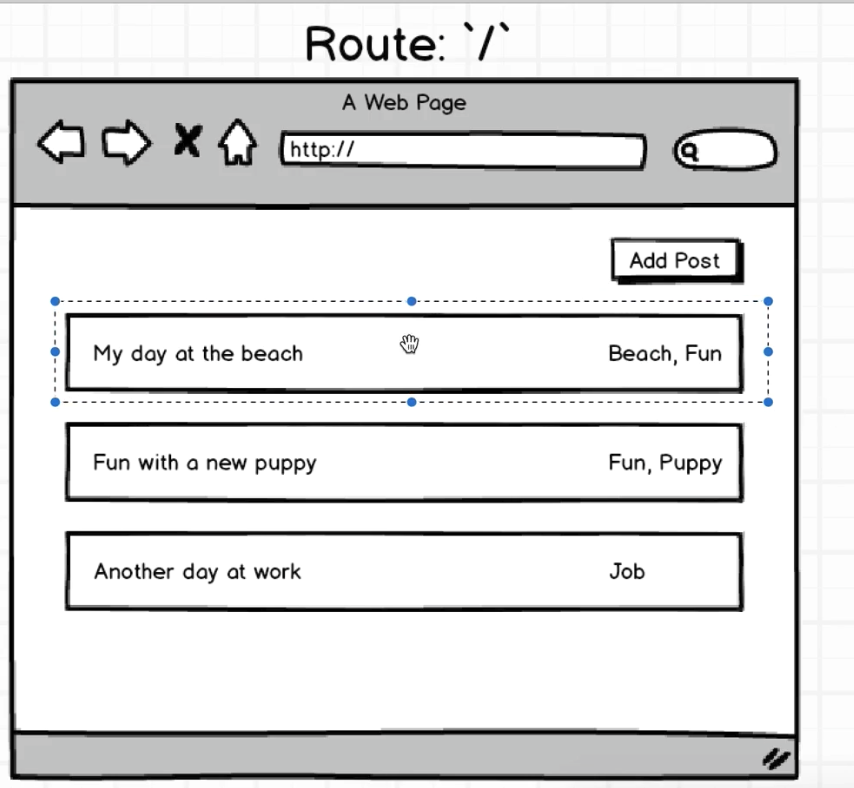 Route: `/`
A Web Page
http://
Add Post
My day at the beach Beach, Fun
Fun with a new puppy Fun, Puppy
Another day at work Job